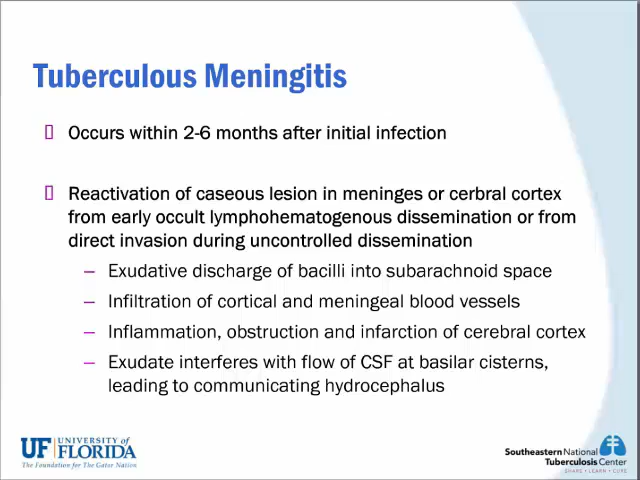 Tuberculous Meningitis
Occurs within 2-6 months after initial infection
Reactivation of caseous lesion in meninges or cerbral cortex
from early occult lymphohematogenous dissemination or from
direct invasion during uncontrolled dissemination
– Exudative discharge of bacilli into subarachnoid space
– Infiltration of cortical and meningeal blood vessels
– Inflammation, obstruction and infarction of cerebral cortex
– Exudate interferes with flow of CSF at basilar cisterns,
leading to communicating hydrocephalus
UF UNIVERSITY of
FLORIDA
The Foundation for The Gator Nation
Southeastern National
Tuberculosis Center
SHARE • LEARN • CURE